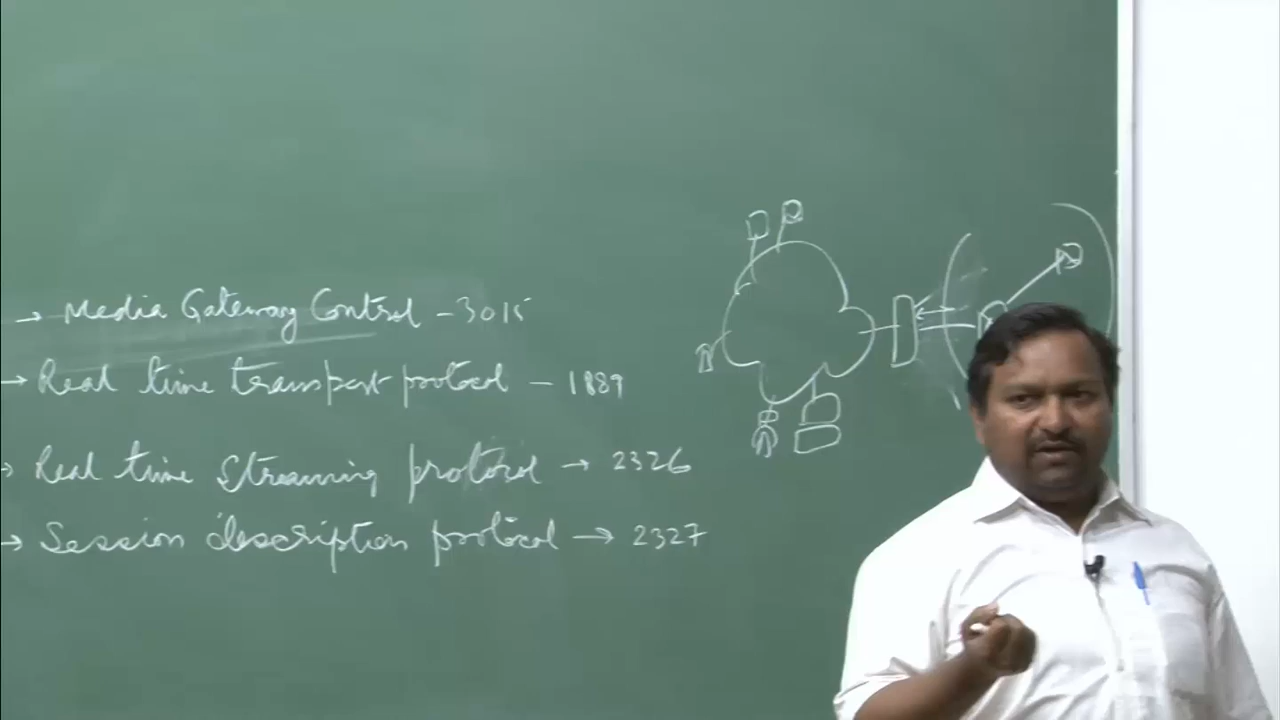 → Media Gateway Control - 3015
→ Real time transport protocol - 1889
→ Real time Streaming protocol → 2326
→ Session description protocol → 2327